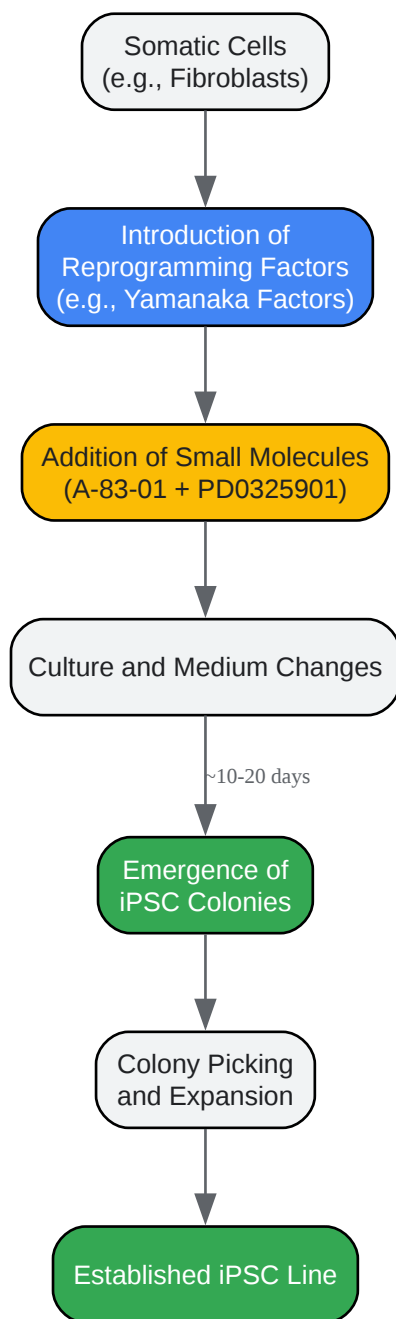 Somatic Cells
(e.g., Fibroblasts)
Introduction of
Reprogramming Factors
(e.g., Yamanaka Factors)
Addition of Small Molecules
(A-83-01 + PD0325901)
Culture and Medium Changes
~10-20 days
Emergence of
iPSC Colonies
Colony Picking
and Expansion
Established iPSC Line